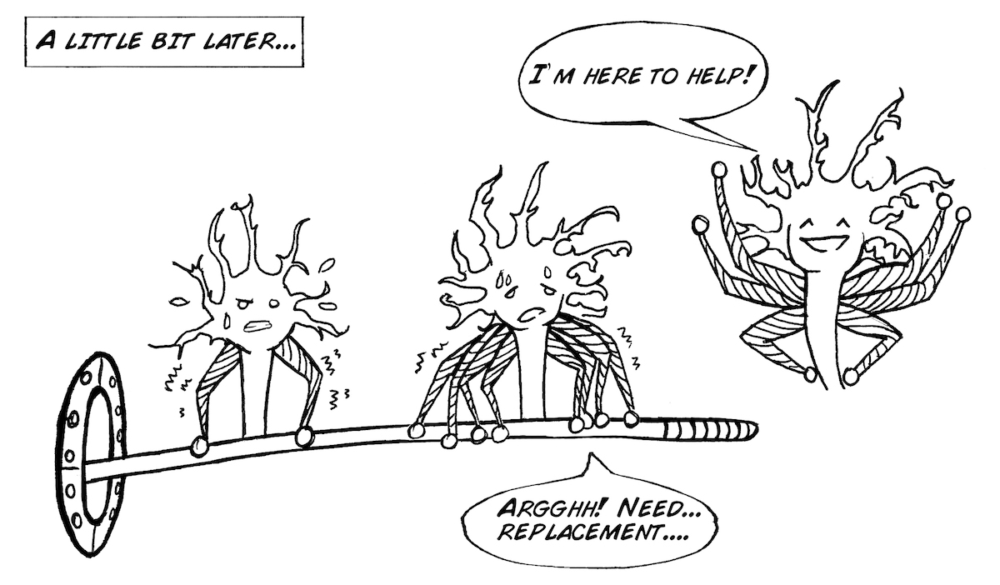 A LITTLE BIT LATER...
I'M HERE TO HELP!
ARGGHH! NEED...
REPLACEMENT....